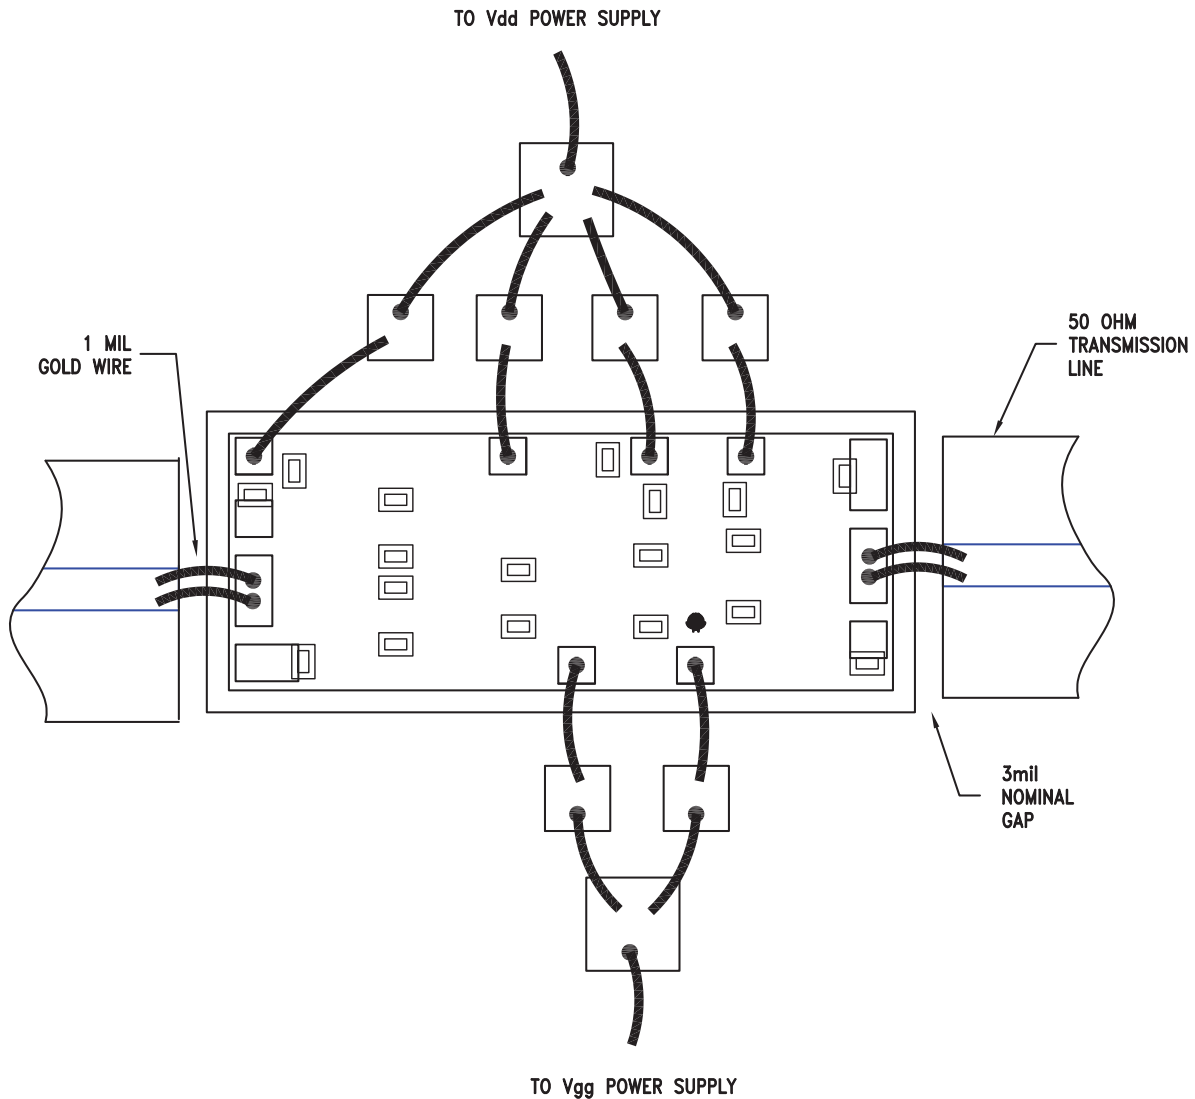 TO Vdd POWER SUPPLY
1 MIL
GOLD WIRE
50 OHM
TRANSMISSION
LINE
3mil
NOMINAL
GAP
TO Vgg POWER SUPPLY